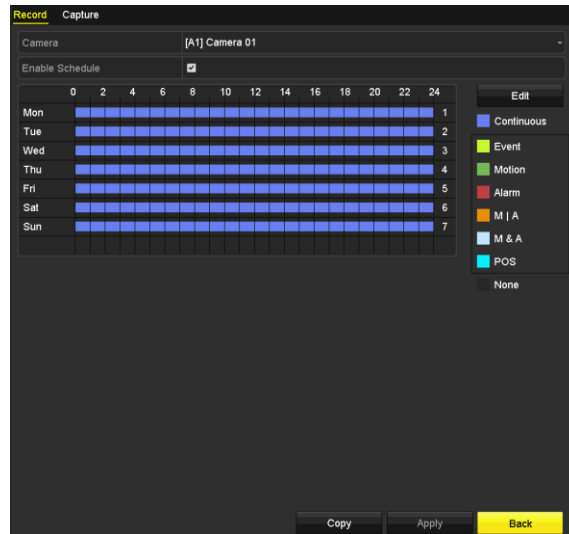 Record Capture
Camera [A1] Camera 01
Enable Schedule
0 2 4 6 8 10 12 14 16 18 20 22 24
Edit
Mon 1
Continuous
Tue 2
Wed 3
Event
Thu 4
Motion
Fri 5
Alarm
Sat 6
M | A
Sun 7
M & A
POS
None
Copy Apply Back